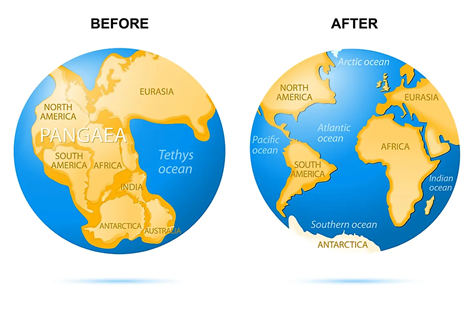 BEFORE
NORTH
AMERICA
EURASIA
PANGAEA
SOUTH
AMERICA
AFRICA
Tethys
ocean
INDIA
ANTARCTICA
AUSTRALIA
AFTER
Arctic ocean
NORTH
AMERICA
EURASIA
Pacific
ocean
Atlantic
ocean
AFRICA
SOUTH
AMERICA
Indian
ocean
Southern ocean
ANTARCTICA